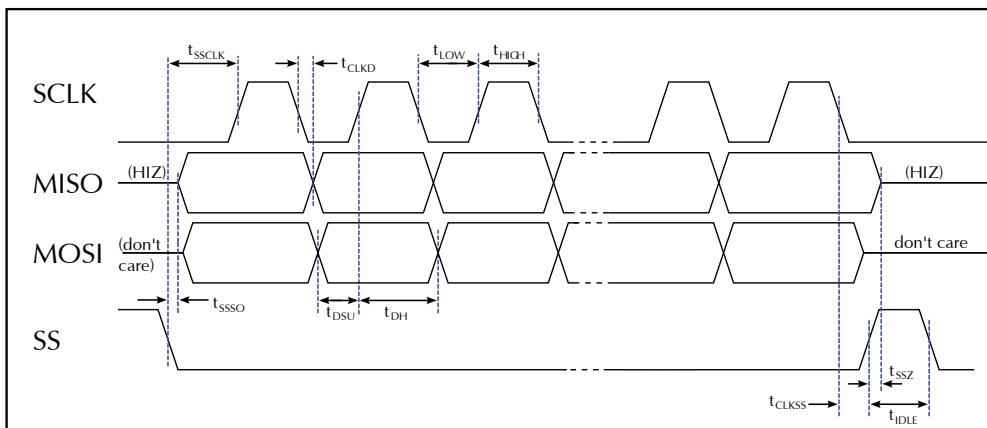 tSSCLK
tCLKD
tLOW
tHIGH
SCLK
MISO
(HIZ)
(HIZ)
MOSI
(don't
care)
don't care
tSSSO
tDSU
tDH
SS
tSSZ
tCLKSS
tIDLE